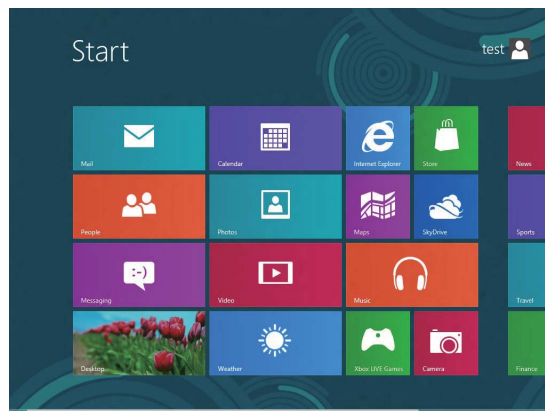 Start
test
Mail
Calendar
Internet Explorer
Store
News
People
Photos
Maps
SkyDrive
Sports
Messaging
:-)
Video
Music
Travel
Desktop
Weather
Xbox LIVE Games
Camera
Finance